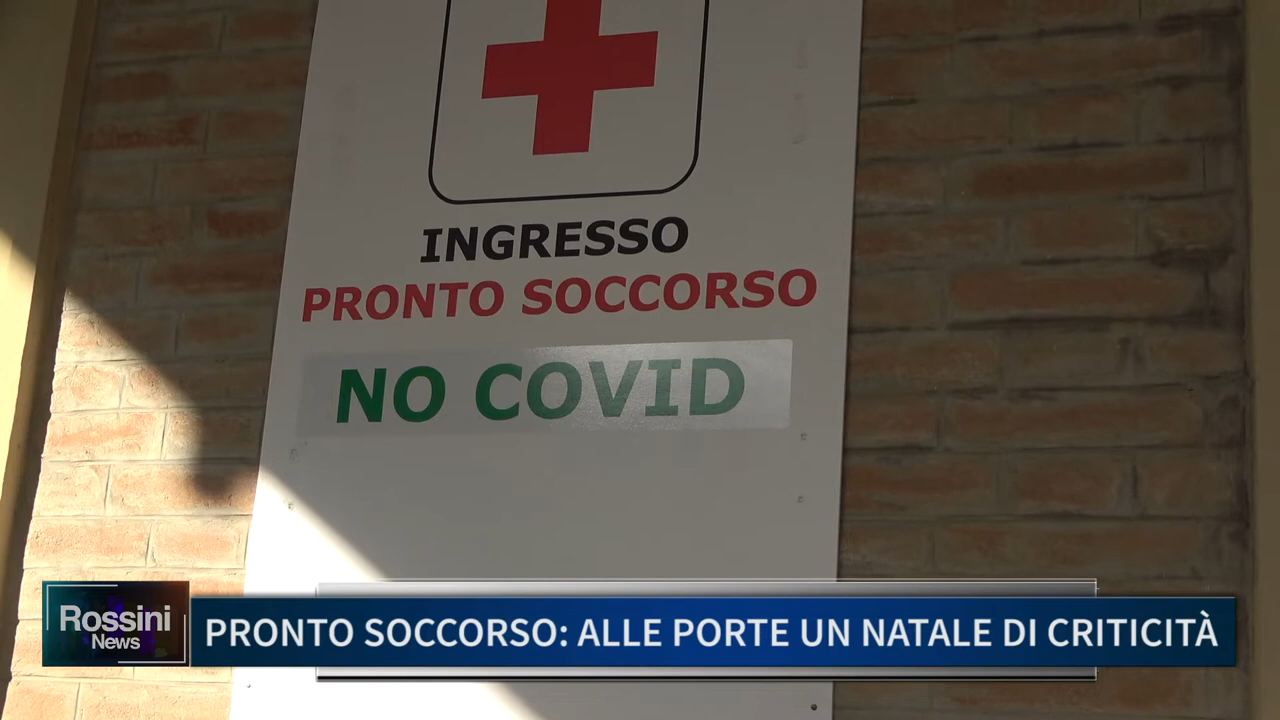 INGRESSO
PRONTO SOCCORSO
NO COVID
Rossini
News
PRONTO SOCCORSO: ALLE PORTE UN NATALE DI CRITICITÀ